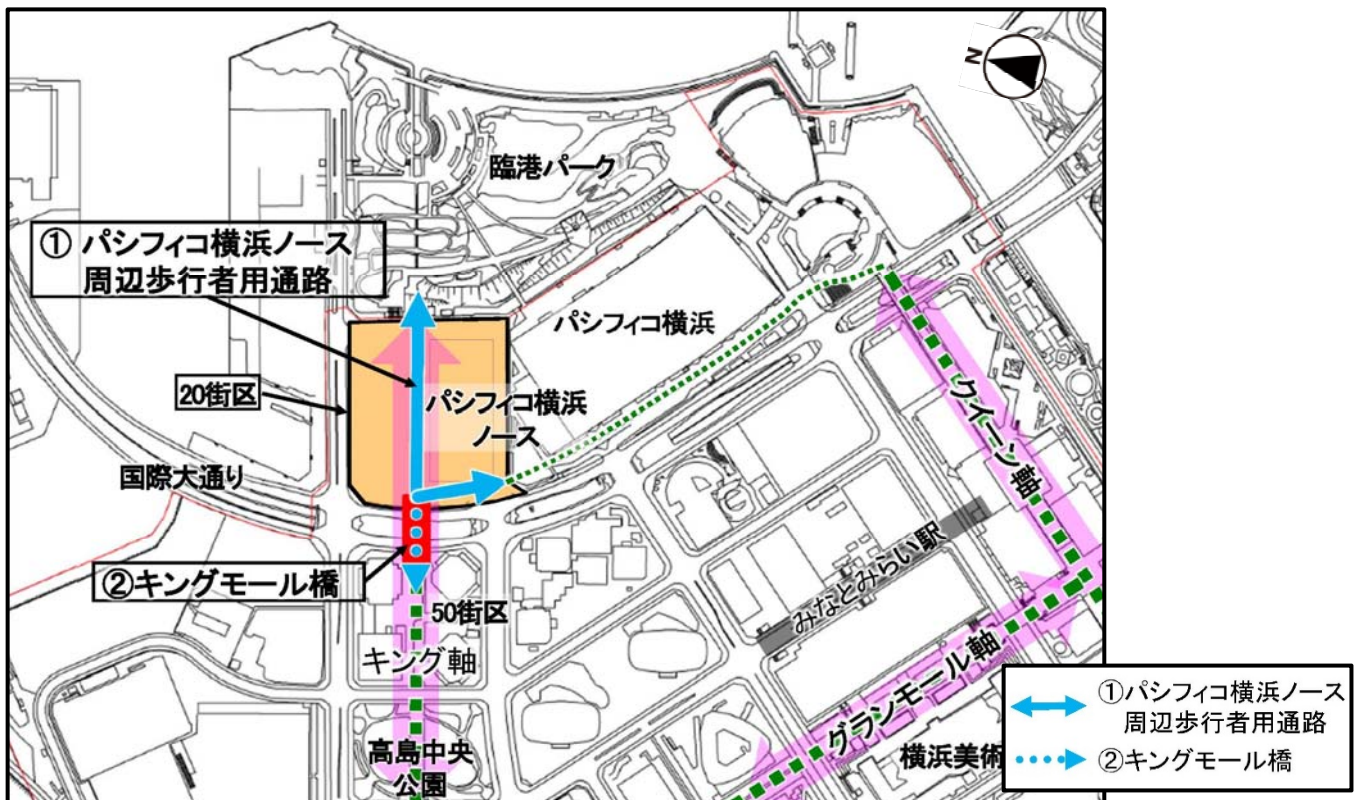 N
臨港パーク
① パシフィコ横浜ノース
周辺歩行者用通路
パシフィコ横浜
20街区
パシフィコ横浜
ノース
国際大通り
クイーン軸
みなとみらい駅
②キングモール橋
50街区
キング軸
グランモール軸
高島中央
公園
横浜美術
①パシフィコ横浜ノース
周辺歩行者用通路
②キングモール橋